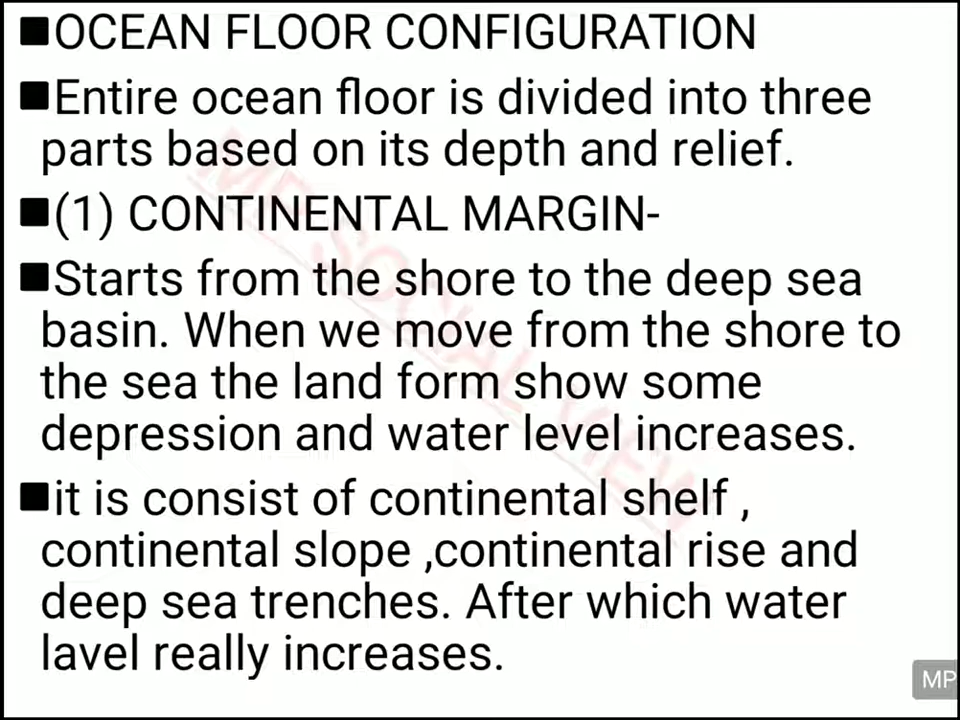 ■OCEAN FLOOR CONFIGURATION
■Entire ocean floor is divided into three
parts based on its depth and relief.
■(1) CONTINENTAL MARGIN-
■Starts from the shore to the deep sea
basin. When we move from the shore to
the sea the land form show some
depression and water level increases.
■it is consist of continental shelf ,
continental slope ,continental rise and
deep sea trenches. After which water
lavel really increases.
MP SOCIAL VIEW
MP